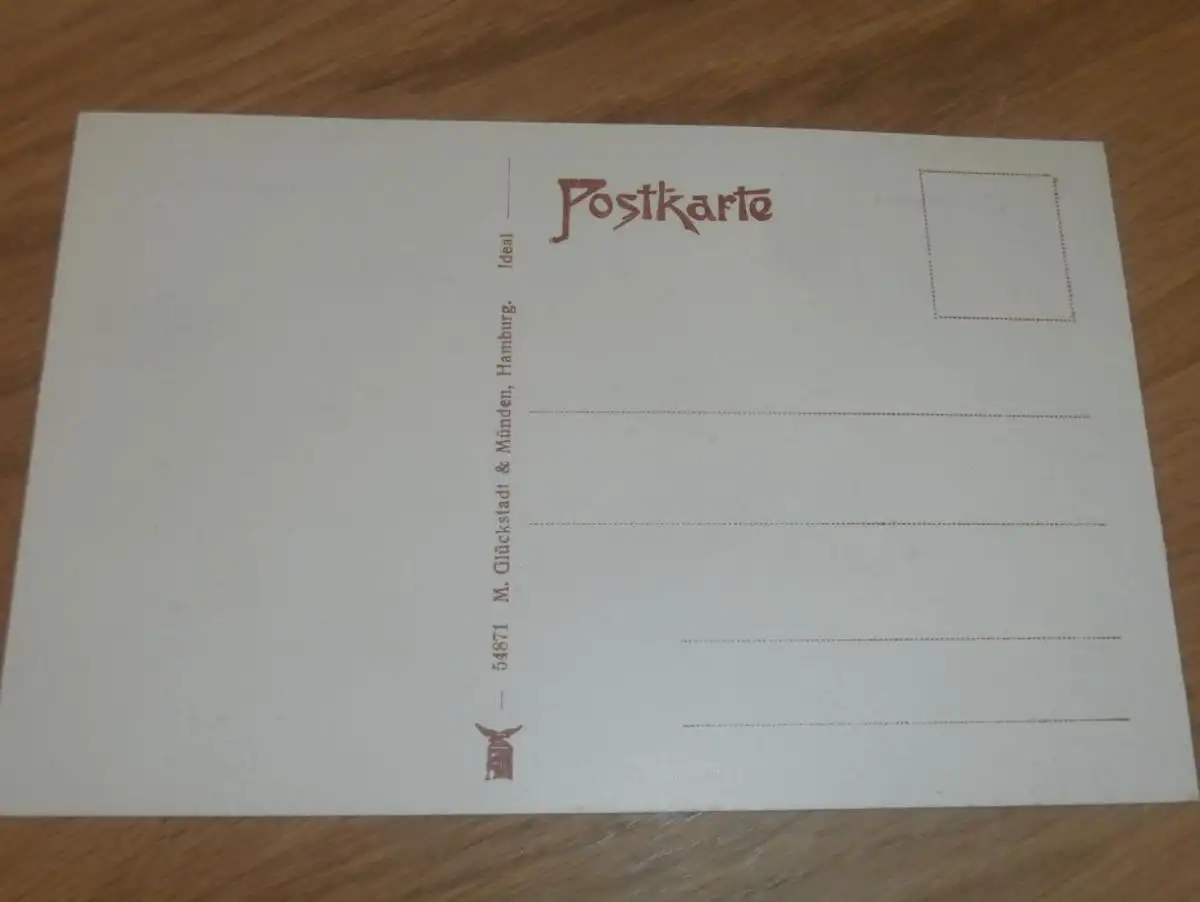 Postkarte
54871 M. Glückstadt & Münden, Hamburg. Ideal